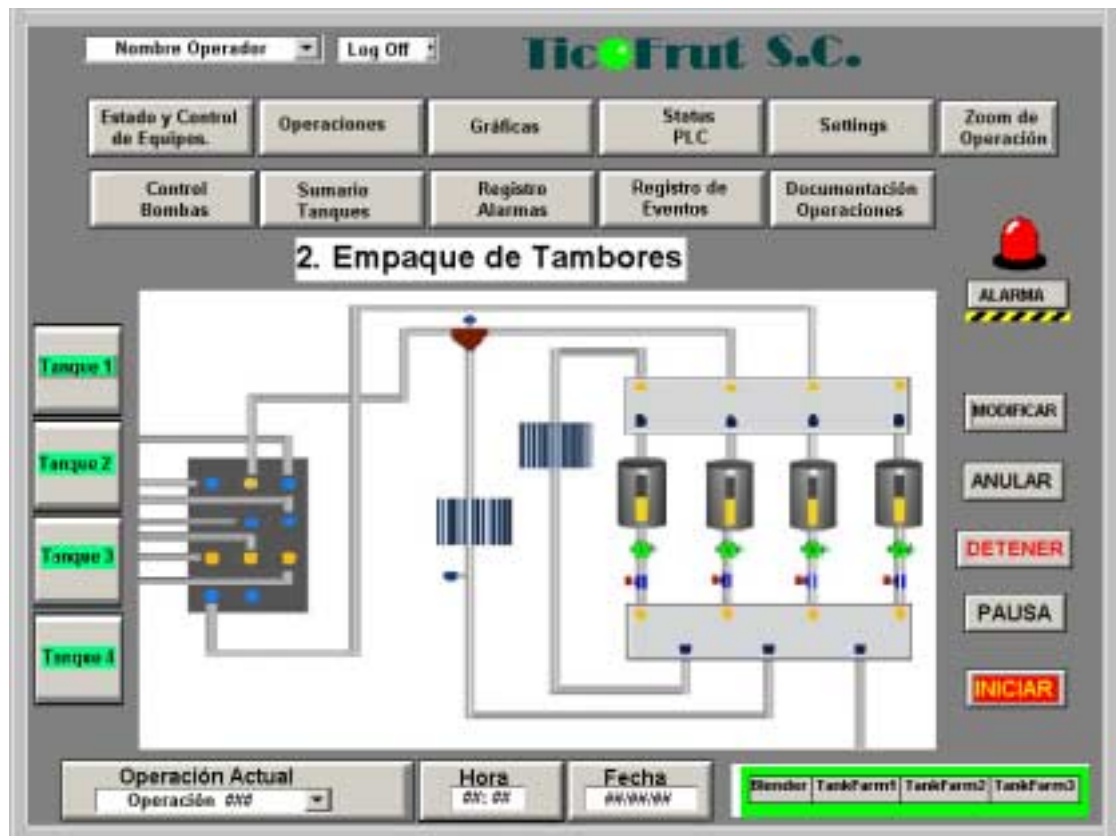 Nombre Operador
Log Off
TicoFrut S.C.
Estado y Control
de Equipos.
Operaciones
Gráficas
Status
PLC
Settings
Zoom de
Operación
Control
Bombas
Sumario
Tanques
Registro
Alarmas
Registro de
Eventos
Documentación
Operaciones
2. Empaque de Tambores
ALARMA
Tanque 1
MODIFICAR
Tanque 2
ANULAR
Tanque 3
DETENER
PAUSA
Tanque 4
INICIAR
Operación Actual
Operación #X#
Hora
#X: #X
Fecha
##/##/##
Blender TankFarm1 TankFarm2 TankFarm3